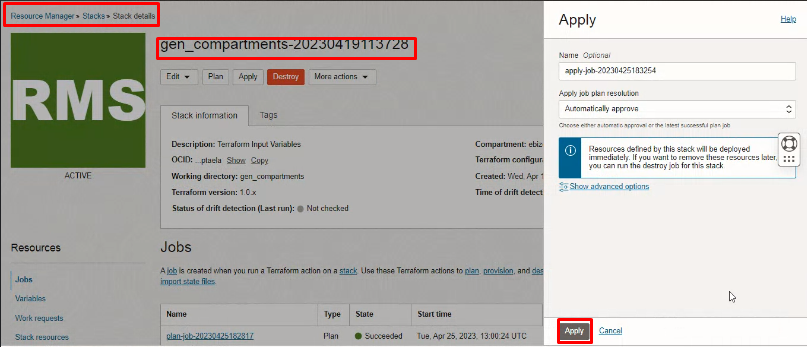 Resource Manager » Stacks » Stack details
RMS
ACTIVE
gen_compartments-20230419113728
Edit
Plan
Apply
Destroy
More actions
Stack information
Tags
Description: Terraform Input Variables
OCID: ...ptaela Show Copy
Working directory: gen_compartments
Terraform version: 1.0.x
Status of drift detection (Last run): Not checked
Compartment: ebiz
Terraform configura
Created: Wed, Apr 1
Time of drift detect
Resources
Jobs
Variables
Work requests
Stack resources
Jobs
A job is created when you run a Terraform action on a stack. Use these Terraform actions to plan, provision, and des
import state files.
Name
Type
State
Start time
plan-job-20230425182817
Plan
Succeeded
Tue, Apr 25, 2023, 13:00:24 UTC
Apply
Help
Name Optional
apply-job-20230425183254
Apply job plan resolution
Automatically approve
Choose either automatic approval or the latest successful plan job
Resources defined by this stack will be deployed
immediately. If you want to remove these resources later,
you can run the destroy job for this stack.
Show advanced options
Apply
Cancel